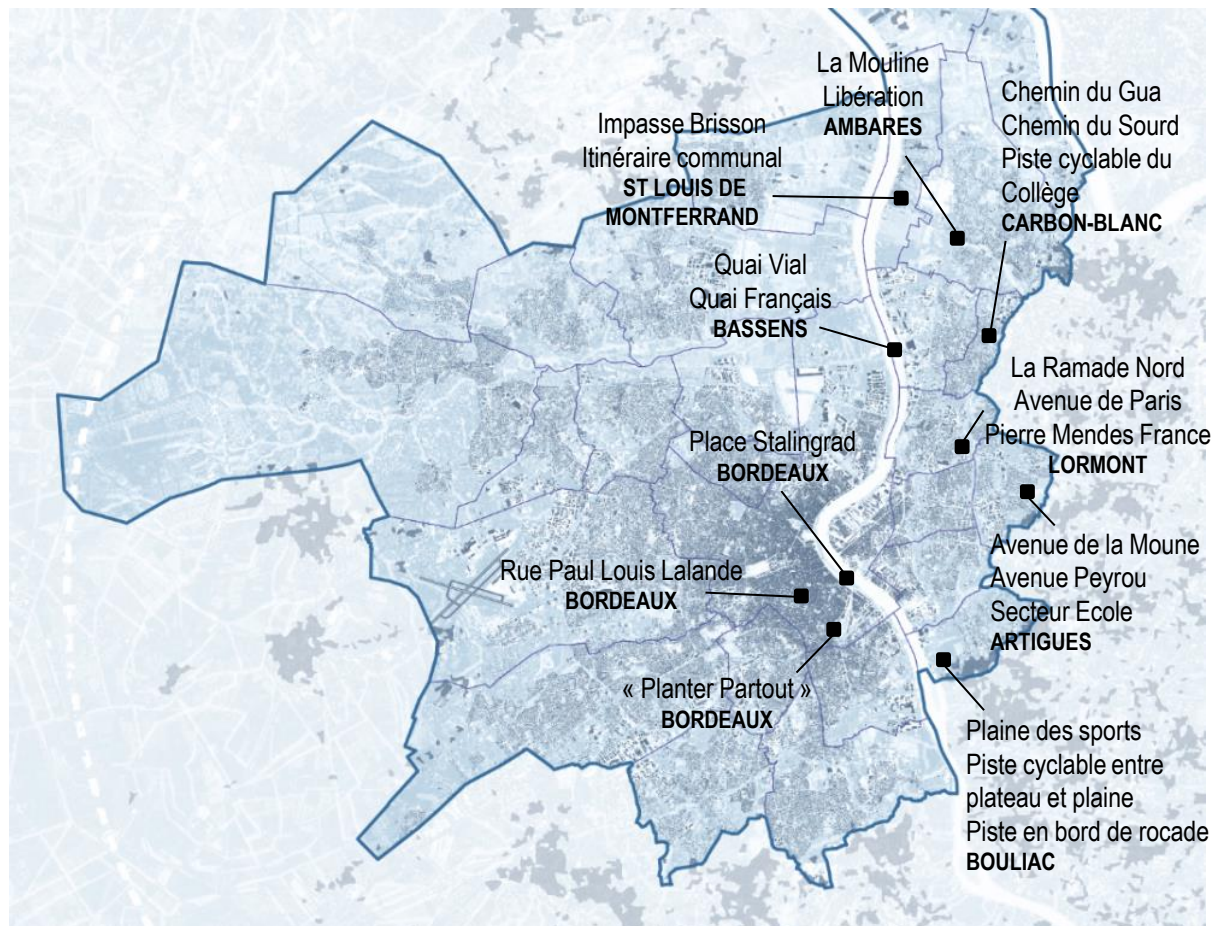 La Mouline
Libération
AMBARES
Chemin du Gua
Chemin du Sourd
Piste cyclable du
Collège
CARBON-BLANC
Impasse Brisson
Itinéraire communal
ST LOUIS DE
MONTFERRAND
Quai Vial
Quai Français
BASSENS
La Ramade Nord
Avenue de Paris
Pierre Mendes France
LORMONT
Place Stalingrad
BORDEAUX
Avenue de la Moune
Avenue Peyrou
Secteur Ecole
ARTIGUES
Rue Paul Louis Lalande
BORDEAUX
« Planter Partout »
BORDEAUX
Plaine des sports
Piste cyclable entre
plateau et plaine
Piste en bord de rocade
BOULIAC